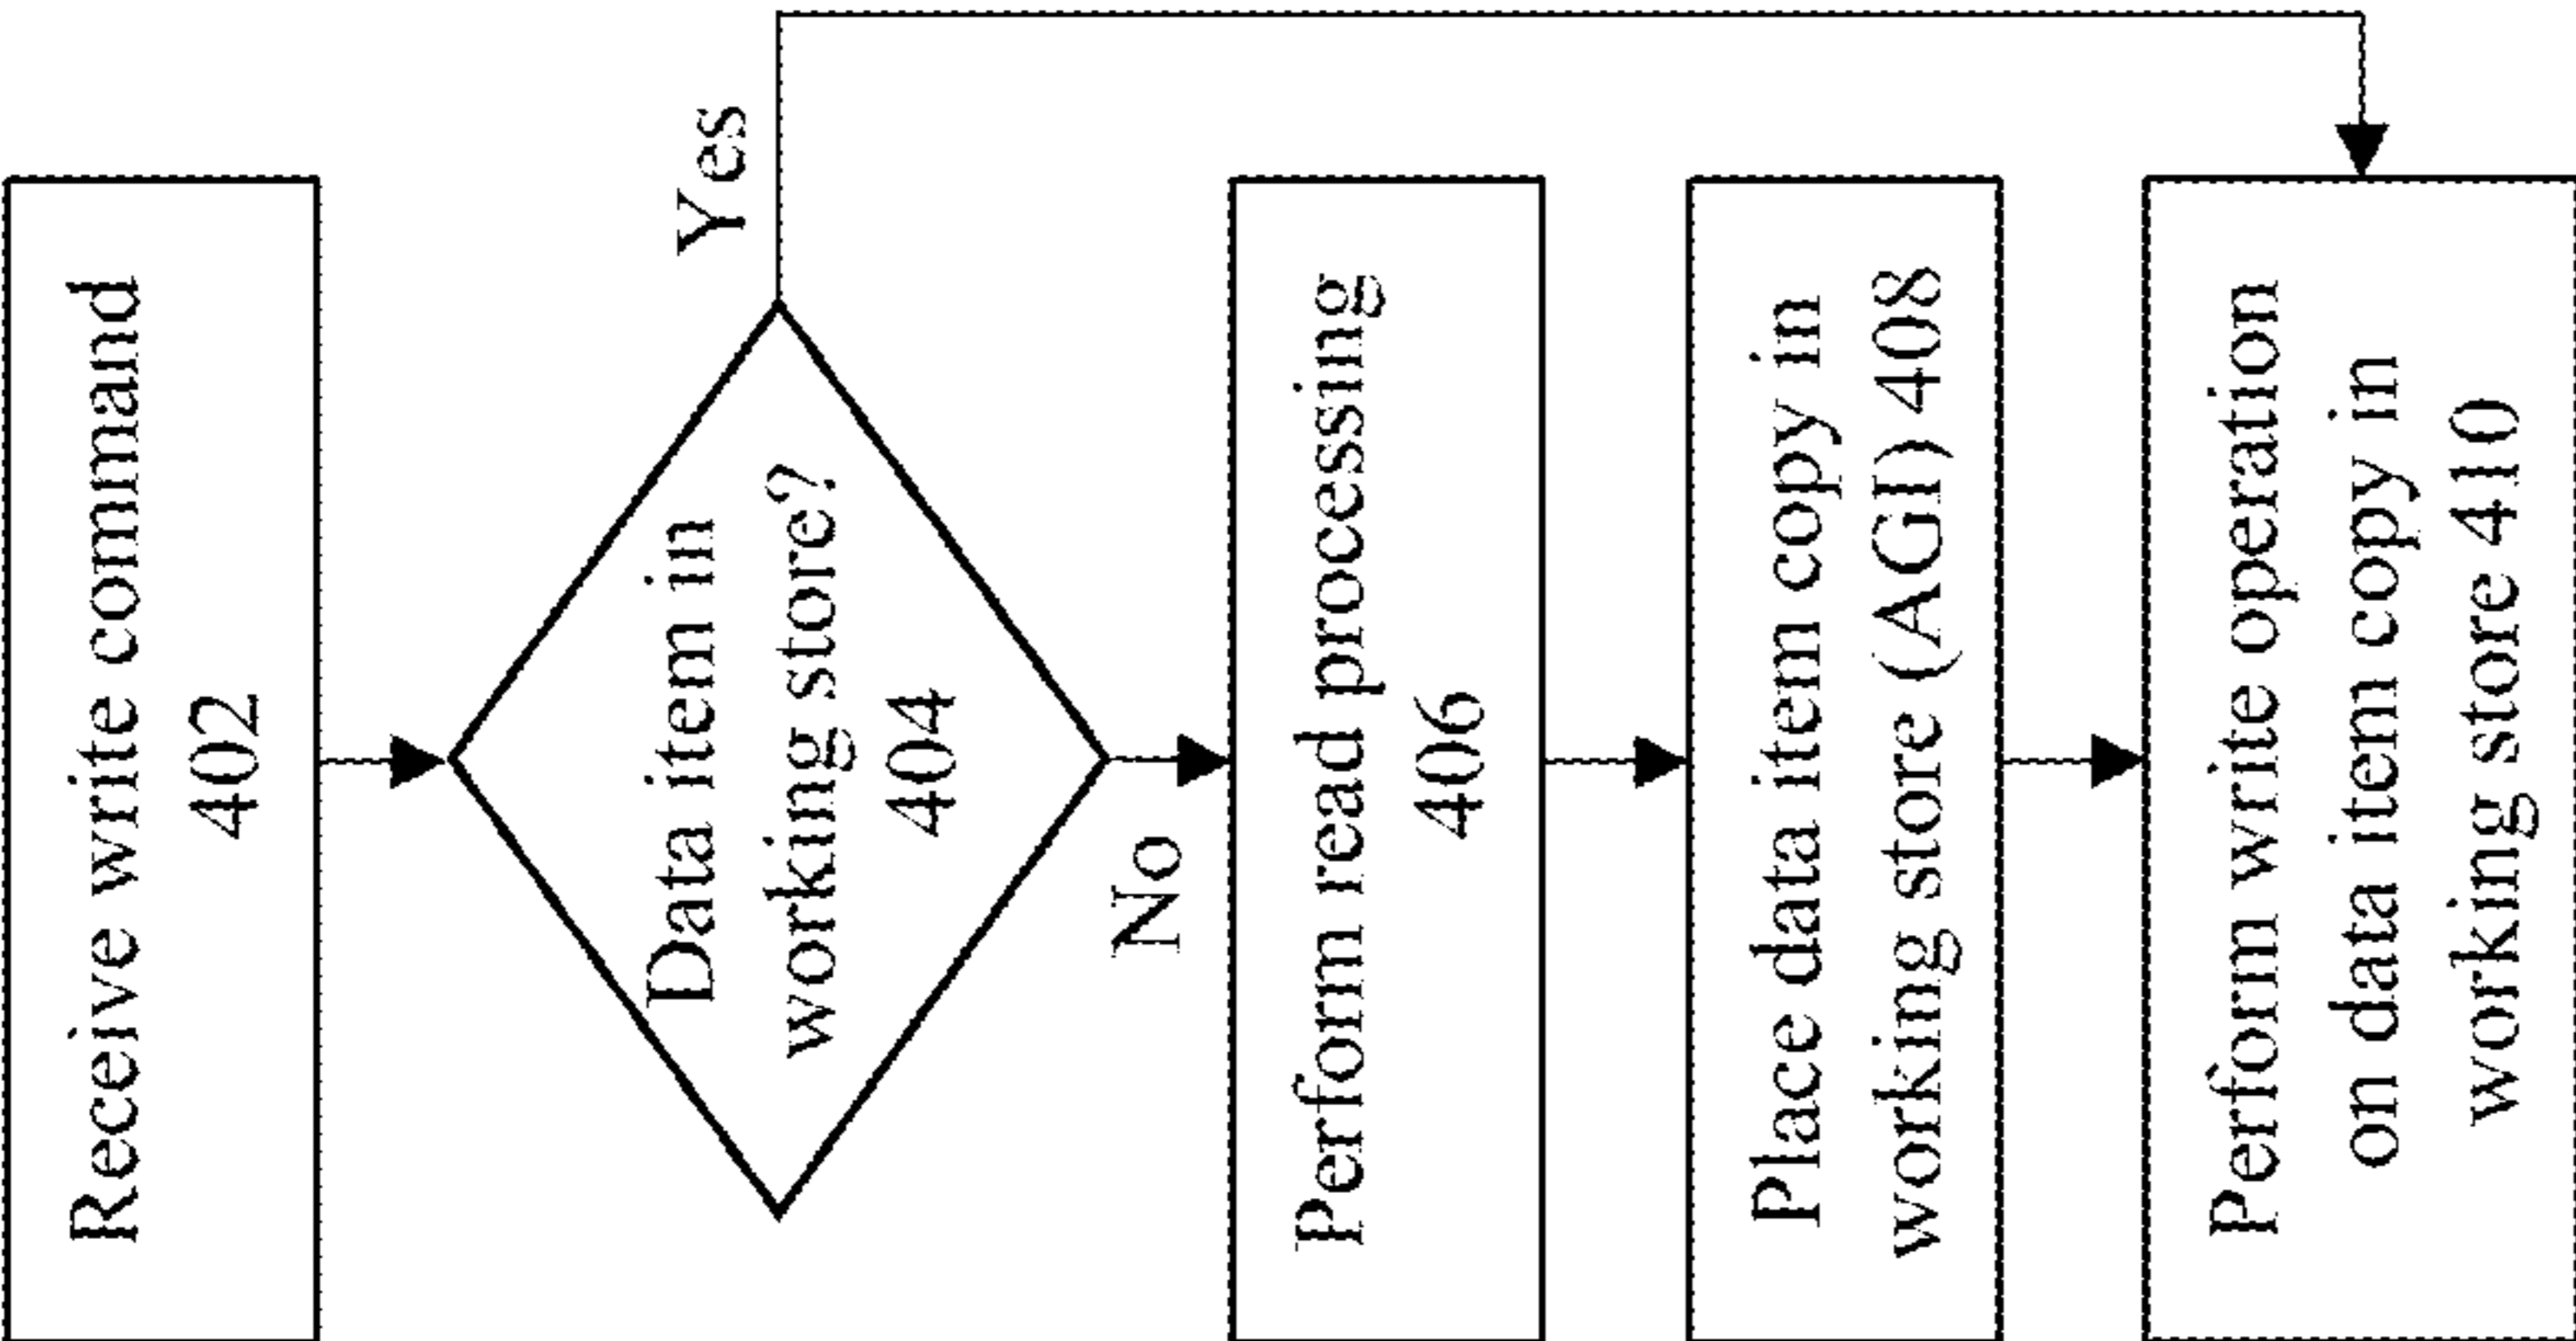 Receive write command
402
Data item in
working store?
404
Yes
No
Perform read processing
406
Place data item copy in
working store (AGI) 408
Perform write operation
on data item copy in
working store 410